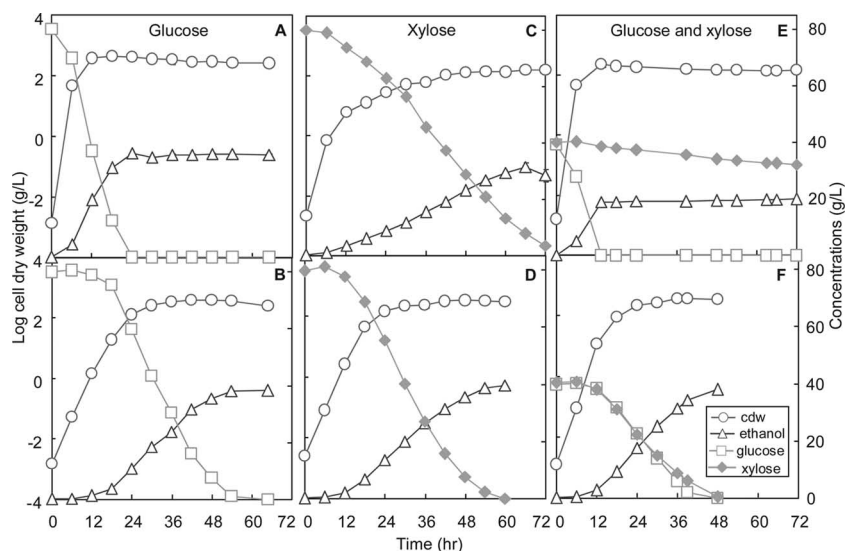 Glucose A
Xylose C
Glucose and xylose E
4
2
0
-2
4
2
0
-2
-4
80
60
40
20
0
80
60
40
20
0
B
D
F
cdw
ethanol
glucose
xylose
0 12 24 36 48 60 72
0 12 24 36 48 60 72
0 12 24 36 48 60 72
Time (hr)
Log cell dry weight (g/L)
Concentrations (g/L)